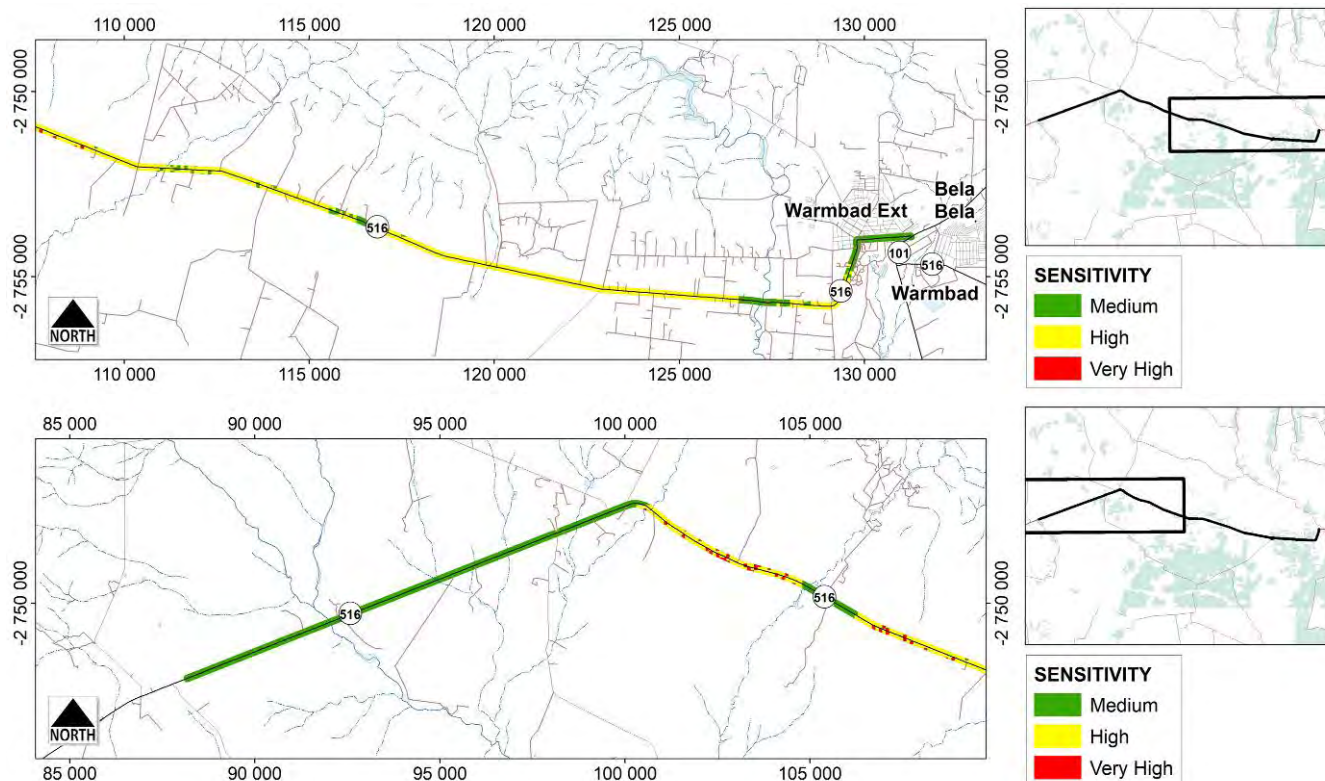 110 000 115 000 120 000 125 000 130 000
-2 750 000
-2 750 000
Bela
Bela
Warmbad Ext
516
101
516
516
-2 755 000
-2 755 000
Warmbad
NORTH
110 000 115 000 120 000 125 000 130 000
SENSITIVITY
Medium
High
Very High
85 000 90 000 95 000 100 000 105 000
-2 750 000
-2 750 000
516
516
NORTH
85 000 90 000 95 000 100 000 105 000
SENSITIVITY
Medium
High
Very High